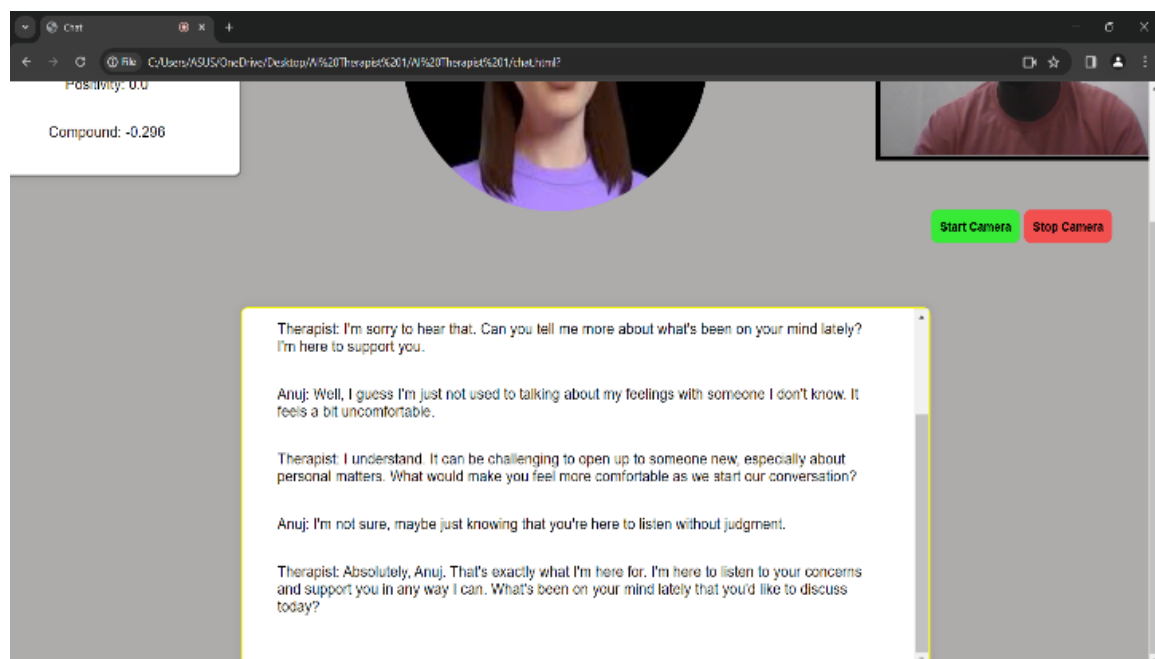 Chat
File C:/Users/ASUS/OneDrive/Desktop/AI%20Therapist%201/AI%20Therapist%201/chat.html?
Positivity: 0.0
Compound: -0.296
Start Camera Stop Camera
Therapist: I'm sorry to hear that. Can you tell me more about what's been on your mind lately?
I'm here to support you.
Anuj: Well, I guess I'm just not used to talking about my feelings with someone I don't know. It
feels a bit uncomfortable.
Therapist: I understand. It can be challenging to open up to someone new, especially about
personal matters. What would make you feel more comfortable as we start our conversation?
Anuj: I'm not sure, maybe just knowing that you're here to listen without judgment.
Therapist: Absolutely, Anuj. That's exactly what I'm here for. I'm here to listen to your concerns
and support you in any way I can. What's been on your mind lately that you'd like to discuss
today?